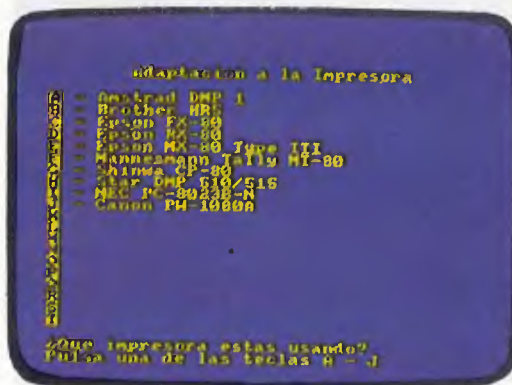 Adaptacion a la Impresora
A - Amstrad DMP 1
B - Brother HR5
C - Epson FX-80
D - Epson RX-80
E - Epson MX-80 Type III
F - Mannesmann Tally MT-80
G - Shinwa CP-80
H - Star DMP 510/515
I - NEC PC-8023B-N
J - Canon PW-1080A
¿Que impresora estas usando?
Pulsa una de las teclas A - J